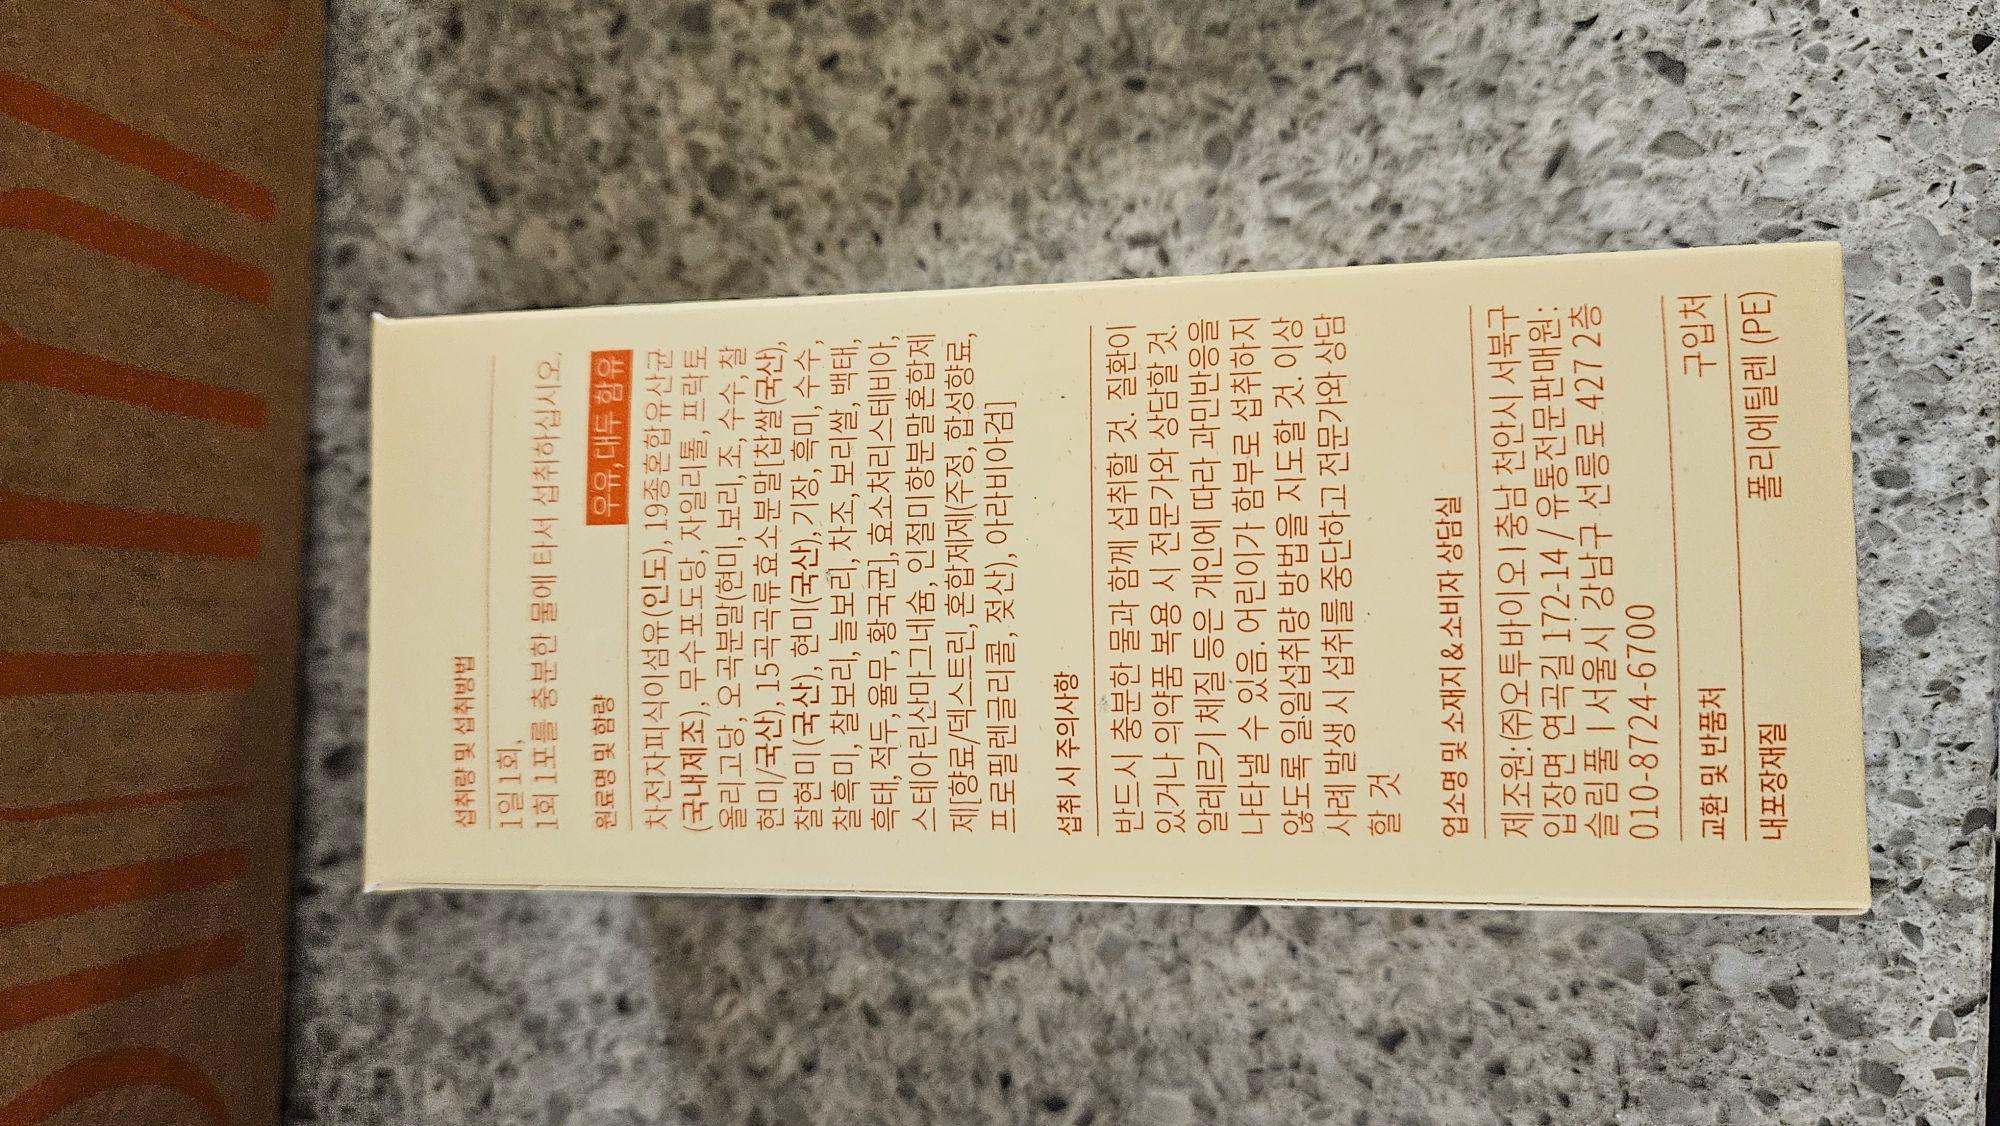 섭취량 및 섭취방법
1일 1회,
1회 1포를 충분한 물에 타서 섭취하십시오.
원료명 및 함량
우유, 대두 함유
차전자피식이섬유(인도), 19종혼합유산균
(국내제조), 무수포도당, 자일리톨, 프락토
올리고당, 오곡분말(현미, 보리, 조, 수수, 찰
현미/국산), 15곡곡류효소분말[찹쌀(국산),
찰현미(국산), 현미(국산), 기장, 흑미, 수수,
찰흑미, 찰보리, 늘보리, 차조, 보리쌀, 백태,
흑태, 적두, 율무, 황국균], 효소처리스테비아,
스테아린산마그네슘, 인절미향분말혼합제
제[향료/덱스트린, 혼합제제(주정, 합성향료,
프로필렌글리콜, 젖산), 아라비아검]
섭취 시 주의사항
반드시 충분한 물과 함께 섭취할 것. 질환이
있거나 의약품 복용 시 전문가와 상담할 것.
알레르기 체질 등은 개인에 따라 과민반응을
나타낼 수 있음. 어린이가 함부로 섭취하지
않도록 일일섭취량 방법을 지도할 것. 이상
사례 발생 시 섭취를 중단하고 전문가와 상담
할 것
업소명 및 소재지 & 소비자 상담실
제조원: (주)오투바이오 | 충남 천안시 서북구
입장면 연곡길 172-14 / 유통전문판매원:
슬림풀 | 서울시 강남구 선릉로 427 2층
010-8724-6700
교환 및 반품처 구입처
내포장재질 폴리에틸렌 (PE)